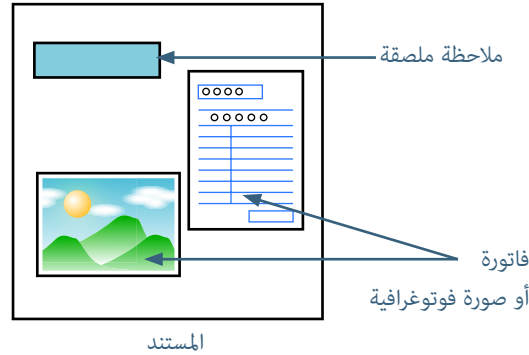 ملاحظة ملصقة
فاتورة
أو صورة فوتوغرافية
المستند